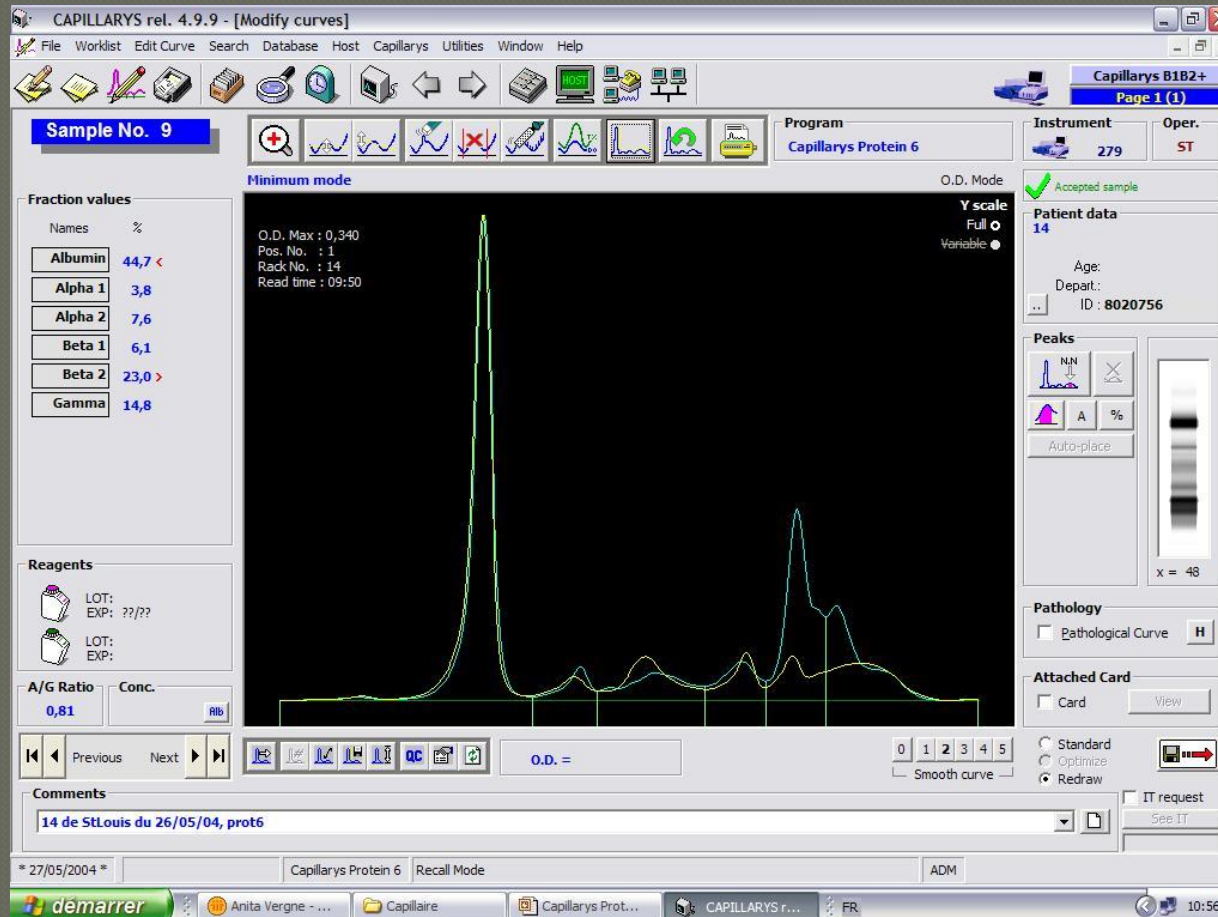 CAPILLARYS rel. 4.9.9 - [Modify curves]
File Worklist Edit Curve Search Database Host Capillarys Utilities Window Help
HOST
Capillarys B1B2+
Page 1 (1)
Sample No. 9
Program
Capillarys Protein 6
Instrument
279
Oper.
ST
Minimum mode
O.D. Mode
Accepted sample
Fraction values
Names %
Albumin 44,7 <
Alpha 1 3,8
Alpha 2 7,6
Beta 1 6,1
Beta 2 23,0 >
Gamma 14,8
O.D. Max : 0,340
Pos. No. : 1
Rack No. : 14
Read time : 09:50
Y scale
Full
Variable
Patient data
14
Age:
Depart.:
.. ID : 8020756
Peaks
N.N
A %
Auto-place
x = 48
Reagents
LOT:
EXP: ??/??
LOT:
EXP:
Pathology
Pathological Curve H
A/G Ratio
0,81
Conc.
Alb
Attached Card
Card View
Previous Next
QC
O.D. =
0 1 2 3 4 5
Smooth curve
Standard
Optimize
Redraw
IT request
See IT
Comments
14 de StLouis du 26/05/04, prot6
* 27/05/2004 * Capillarys Protein 6 Recall Mode ADM
démarrer Anita Vergne - ... Capillaire Capillarys Prot... CAPILLARYS r... FR 10:56